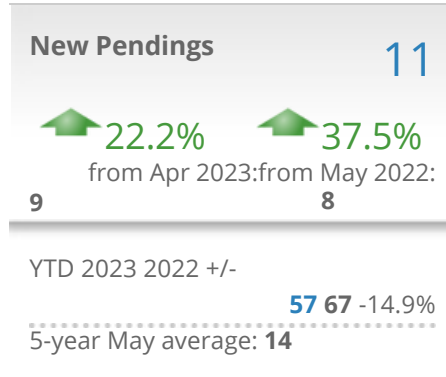 New Pendings 11
22.2% 37.5%
from Apr 2023:from May 2022:
9 8
YTD 2023 2022 +/-
57 67 -14.9%
5-year May average: 14